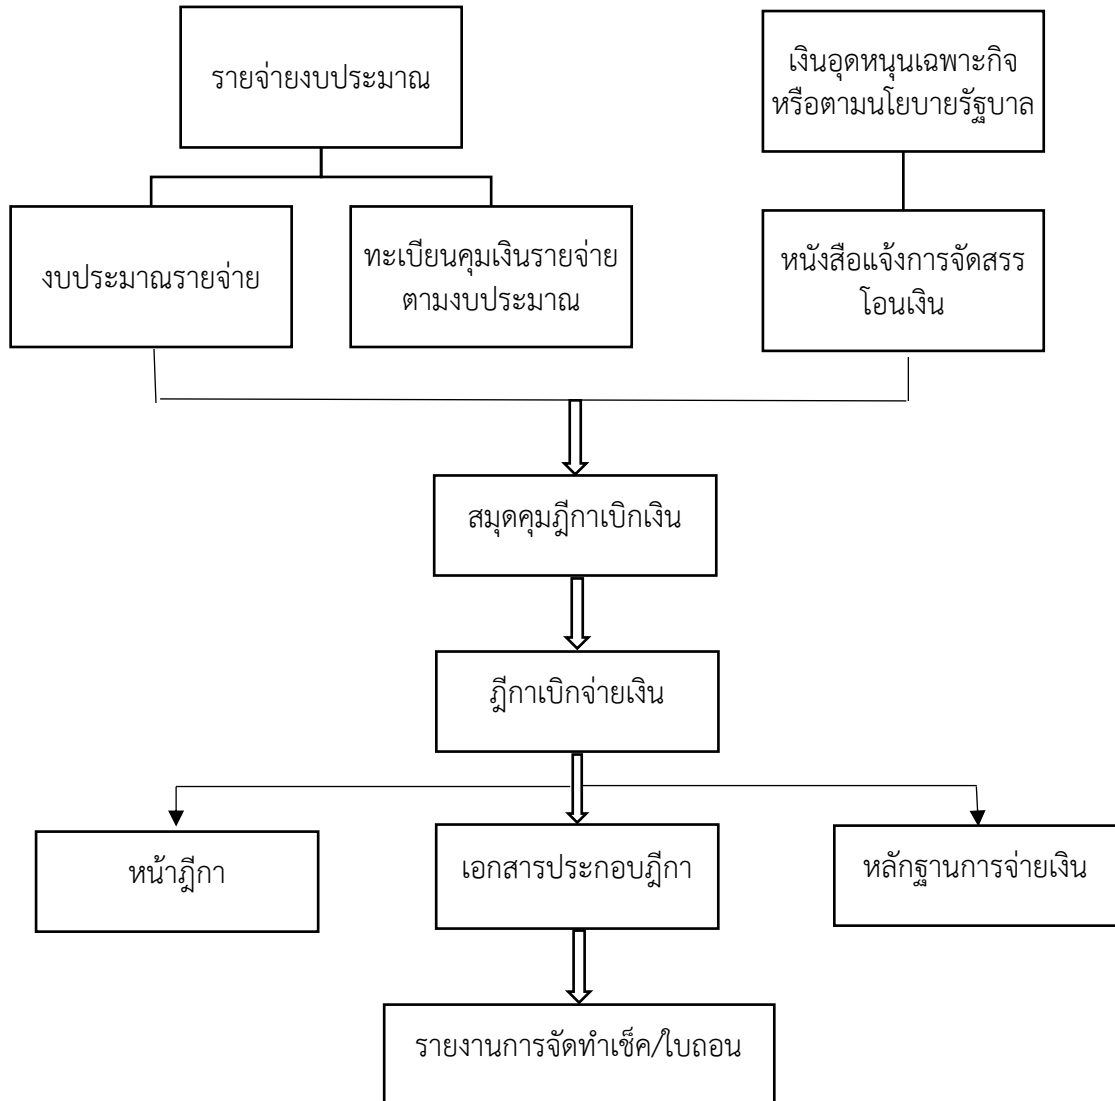 รายจ่ายงบประมาณ
เงินอุดหนุนเฉพาะกิจ
หรือตามนโยบายรัฐบาล
งบประมาณรายจ่าย
ทะเบียนคุมเงินรายจ่าย
ตามงบประมาณ
หนังสือแจ้งการจัดสรร
โอนเงิน
สมุดคุมฎีกาเบิกเงิน
ฎีกาเบิกจ่ายเงิน
หน้าฎีกา
เอกสารประกอบฎีกา
หลักฐานการจ่ายเงิน
รายงานการจัดทำเช็ค/ใบถอน